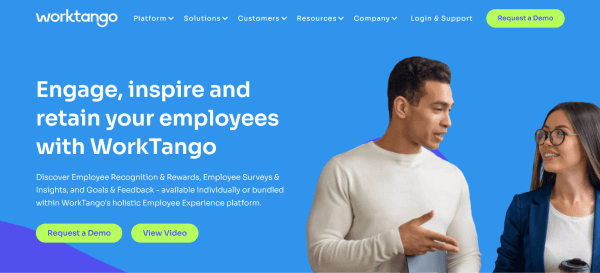 worktango Platform Solutions Customers Resources Company Login & Support Request a Demo
Engage, inspire and
retain your employees
with WorkTango
Discover Employee Recognition & Rewards, Employee Surveys &
Insights, and Goals & Feedback - available individually or bundled
within WorkTango's holistic Employee Experience platform.
Request a Demo View Video